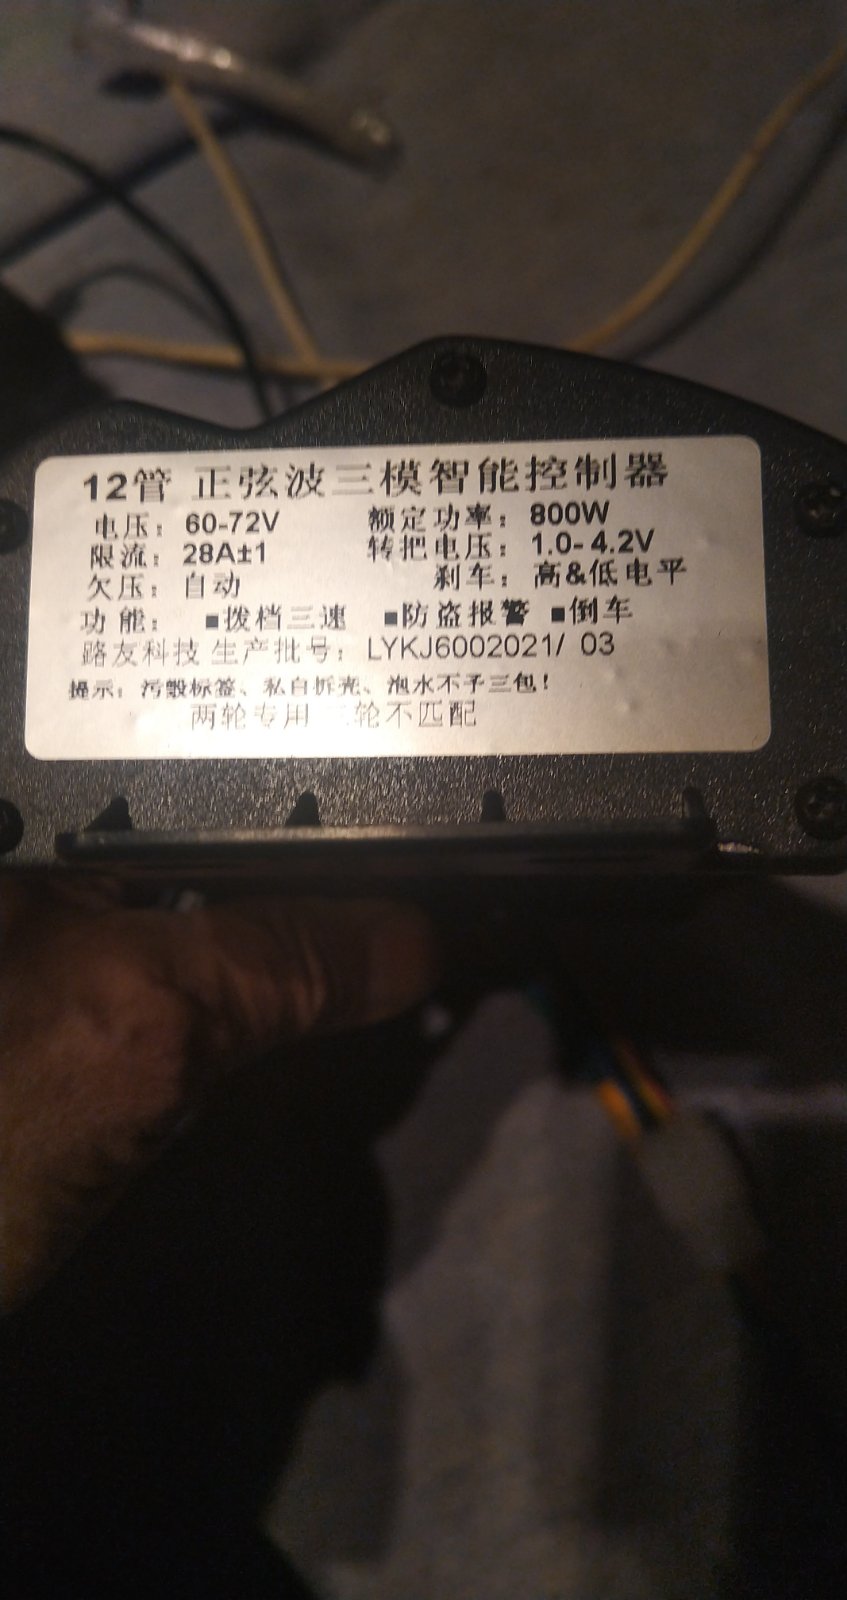 12管 正弦波三模智能控制器
电压：60-72V 额定功率：800W
限流：28A±1 转把电压：1.0-4.2V
欠压：自动 刹车：高&低电平
功能：■拨档三速 ■防盗报警 ■倒车
路友科技 生产批号：LYKJ6002021/ 03
提示：污毁标签、私自拆壳、泡水不予三包！
两轮专用 轮不匹配